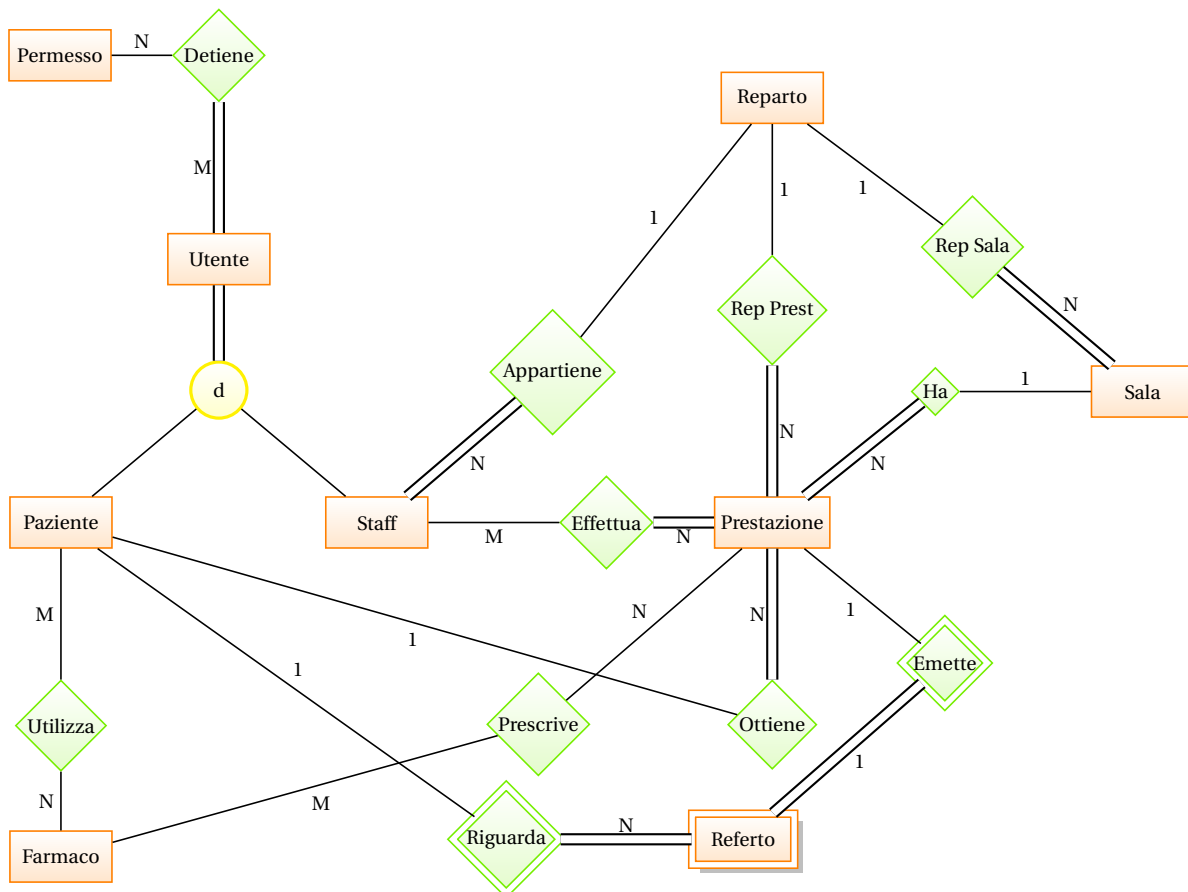 N
Permesso
Detiene
Reparto
M
1
1
1
Rep Sala
Utente
N
Rep Prest
Appartiene
1
d
Ha
Sala
N
N
N
Paziente
Staff
Effettua
Prestazione
M
N
M
N
N
1
1
1
Emette
Utilizza
Prescrive
Ottiene
1
N
M
N
Riguarda
Referto
Farmaco